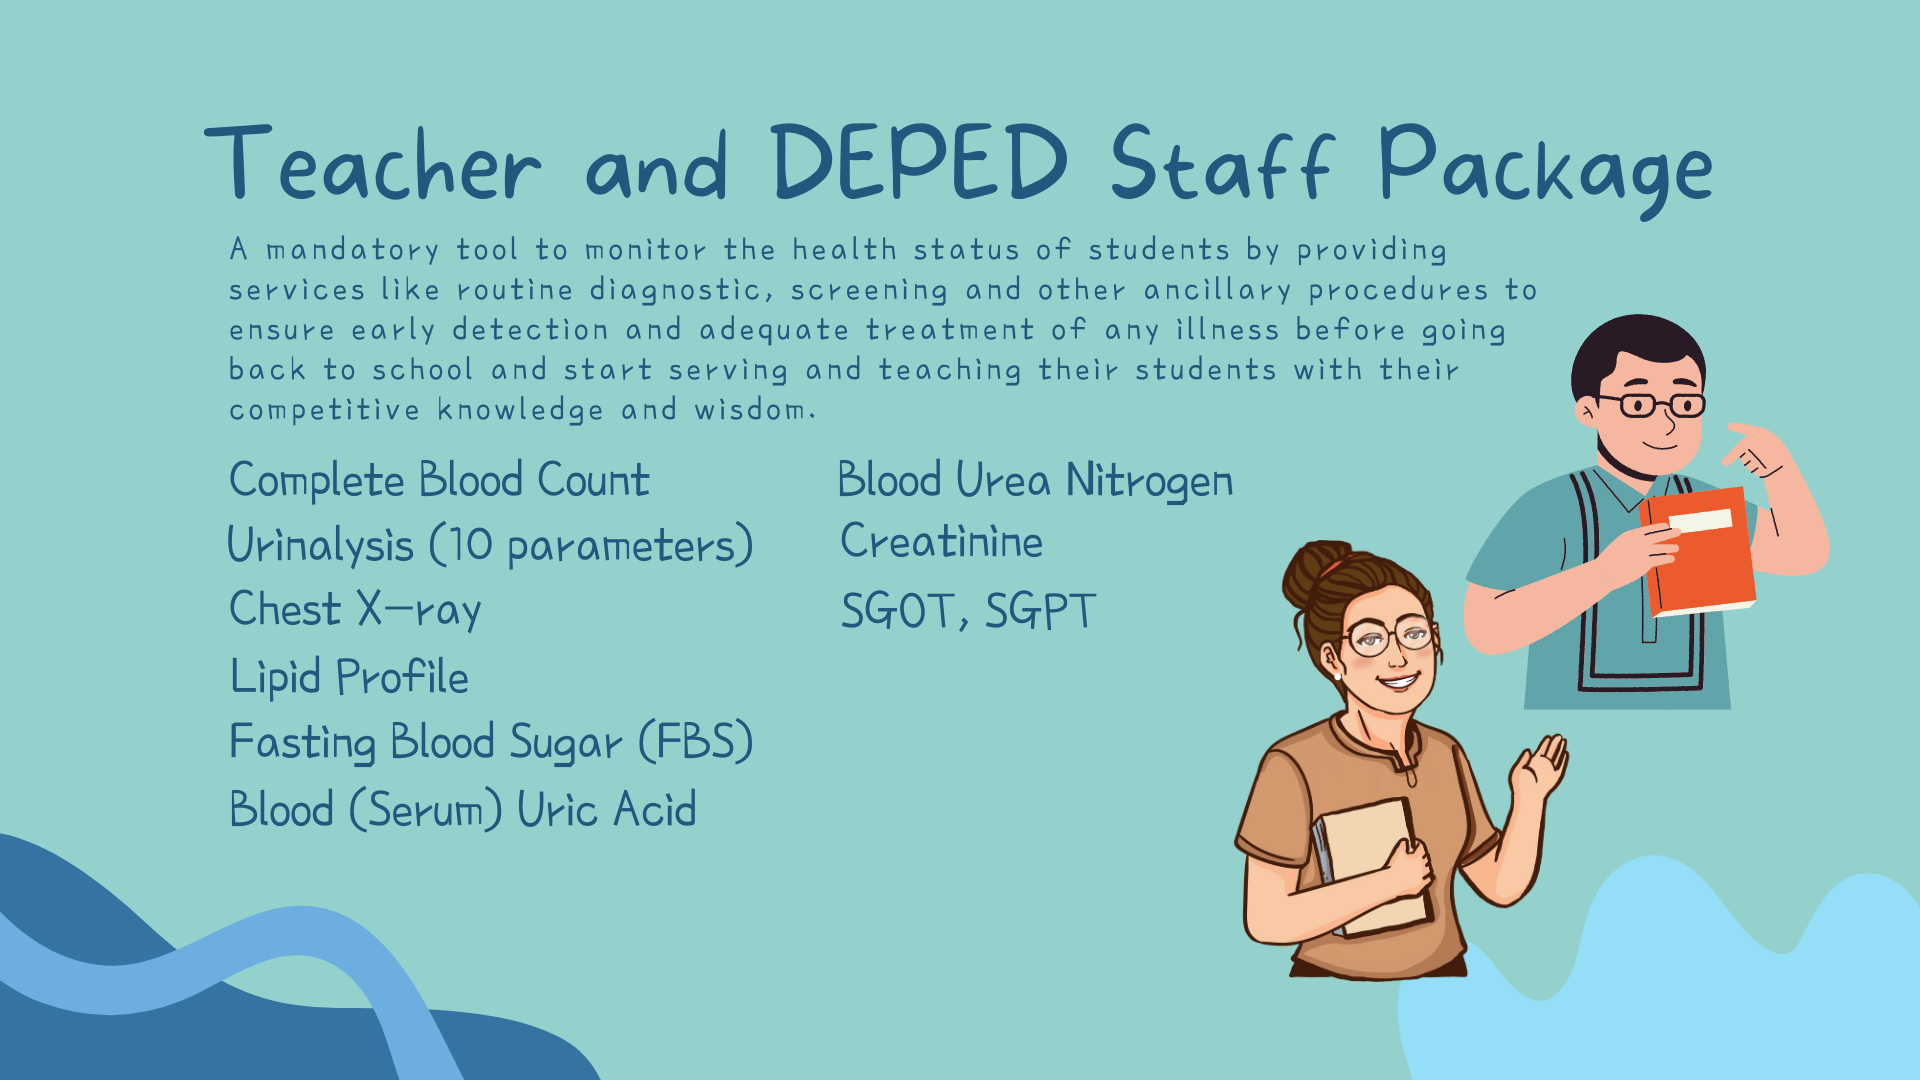 Teacher and DEPED Staff Package
A mandatory tool to monitor the health status of students by providing
services like routine diagnostic, screening and other ancillary procedures to
ensure early detection and adequate treatment of any illness before going
back to school and start serving and teaching their students with their
competitive knowledge and wisdom.
Complete Blood Count
Urinalysis (10 parameters)
Chest X-ray
Lipid Profile
Fasting Blood Sugar (FBS)
Blood (Serum) Uric Acid
Blood Urea Nitrogen
Creatinine
SGOT, SGPT